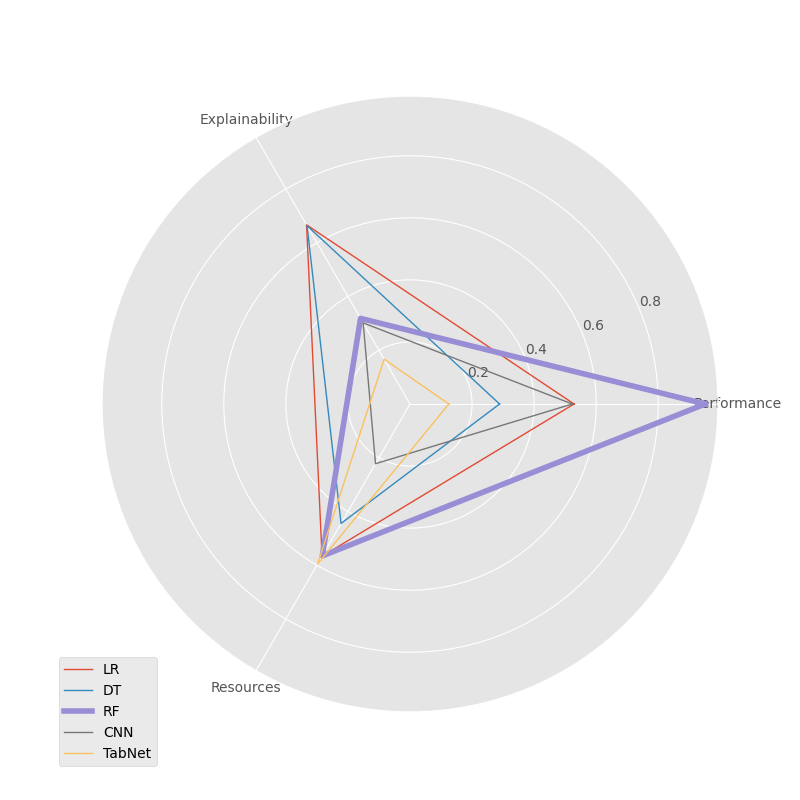 Explainability
0.8
0.6
0.4
0.2
Performance
Resources
LR
DT
RF
CNN
TabNet